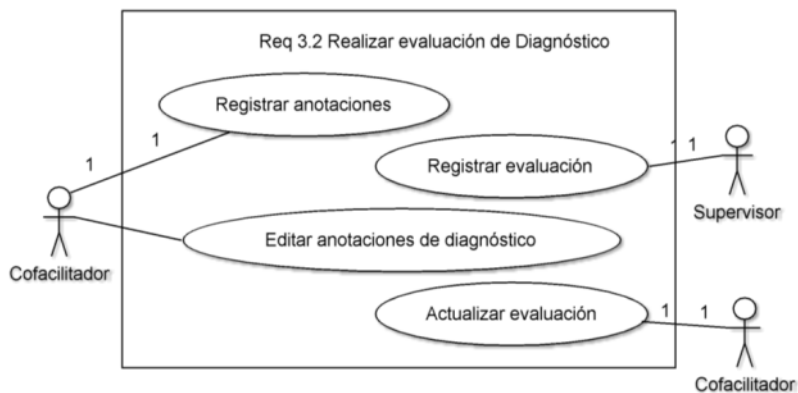 Req 3.2 Realizar evaluación de Diagnóstico
Registrar anotaciones
1
1
Registrar evaluación
1
1
Supervisor
Cofacilitador
Editar anotaciones de diagnóstico
Actualizar evaluación
1
1
Cofacilitador